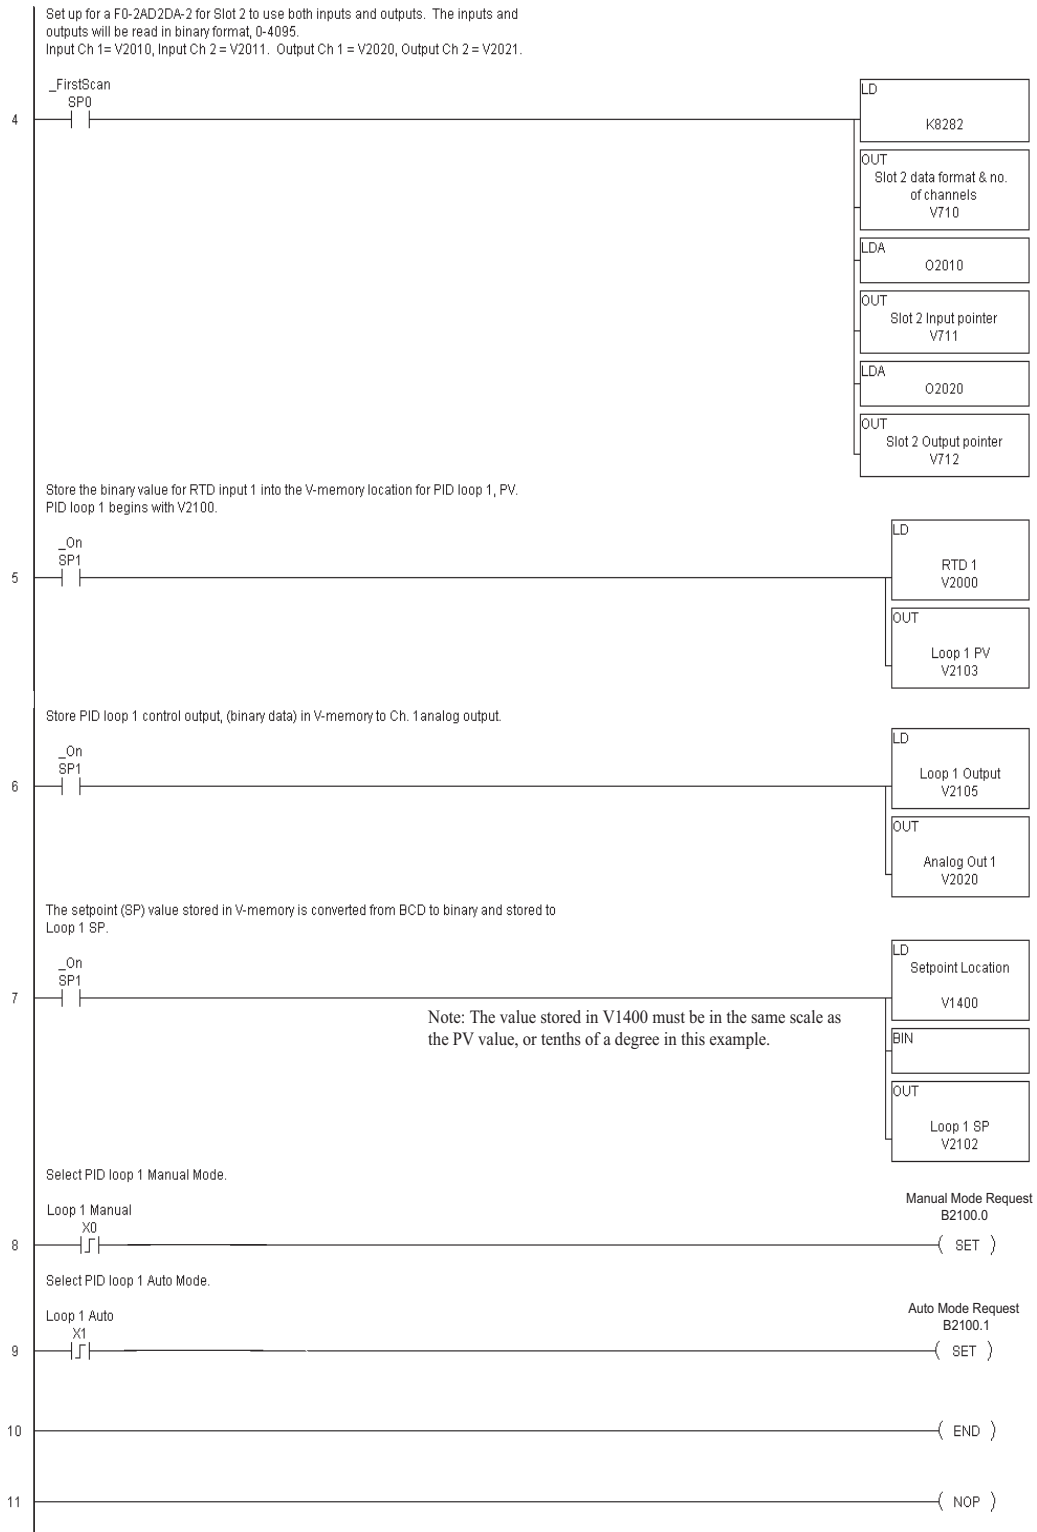 Set up for a F0-2AD2DA-2 for Slot 2 to use both inputs and outputs. The inputs and
outputs will be read in binary format, 0-4095.
Input Ch 1= V2010, Input Ch 2 = V2011. Output Ch 1 = V2020, Output Ch 2 = V2021.
_FirstScan
SP0
4
LD
K8282
OUT
Slot 2 data format & no.
of channels
V710
LDA
O2010
OUT
Slot 2 Input pointer
V711
LDA
O2020
OUT
Slot 2 Output pointer
V712
Store the binary value for RTD input 1 into the V-memory location for PID loop 1, PV.
PID loop 1 begins with V2100.
_On
SP1
5
LD
RTD 1
V2000
OUT
Loop 1 PV
V2103
Store PID loop 1 control output, (binary data) in V-memory to Ch. 1analog output.
_On
SP1
6
LD
Loop 1 Output
V2105
OUT
Analog Out 1
V2020
The setpoint (SP) value stored in V-memory is converted from BCD to binary and stored to
Loop 1 SP.
_On
SP1
7
LD
Setpoint Location
V1400
Note: The value stored in V1400 must be in the same scale as
the PV value, or tenths of a degree in this example.
BIN
OUT
Loop 1 SP
V2102
Select PID loop 1 Manual Mode.
Loop 1 Manual
X0
8
Manual Mode Request
B2100.0
SET
Select PID loop 1 Auto Mode.
Loop 1 Auto
X1
9
Auto Mode Request
B2100.1
SET
10
END
11
NOP